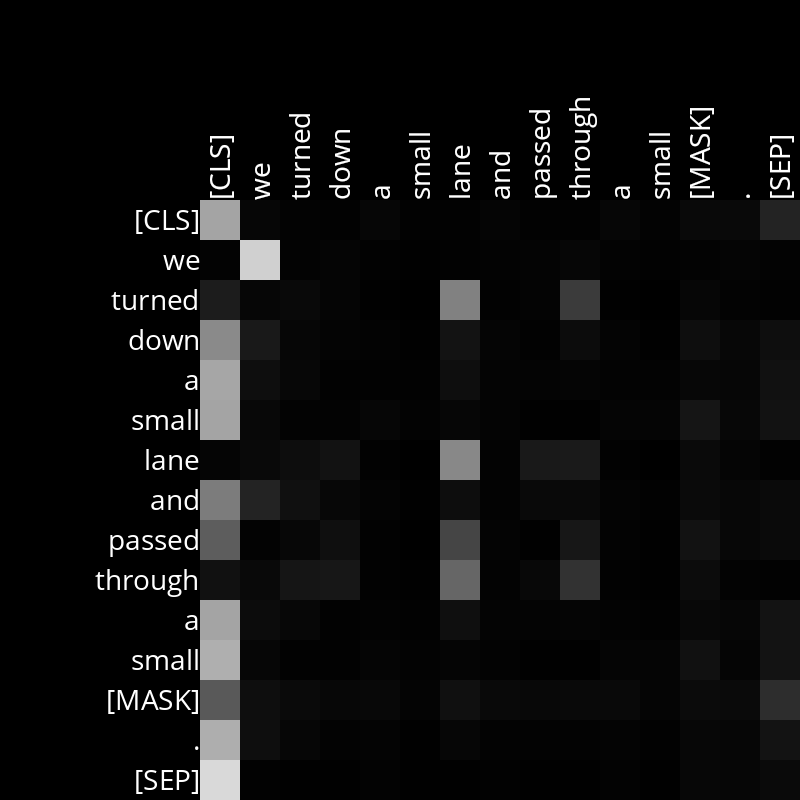 [CLS] we turned down a small lane and passed through a small [MASK] . [SEP]
[CLS]
we
turned
down
a
small
lane
and
passed
through
a
small
[MASK]
.
[SEP]